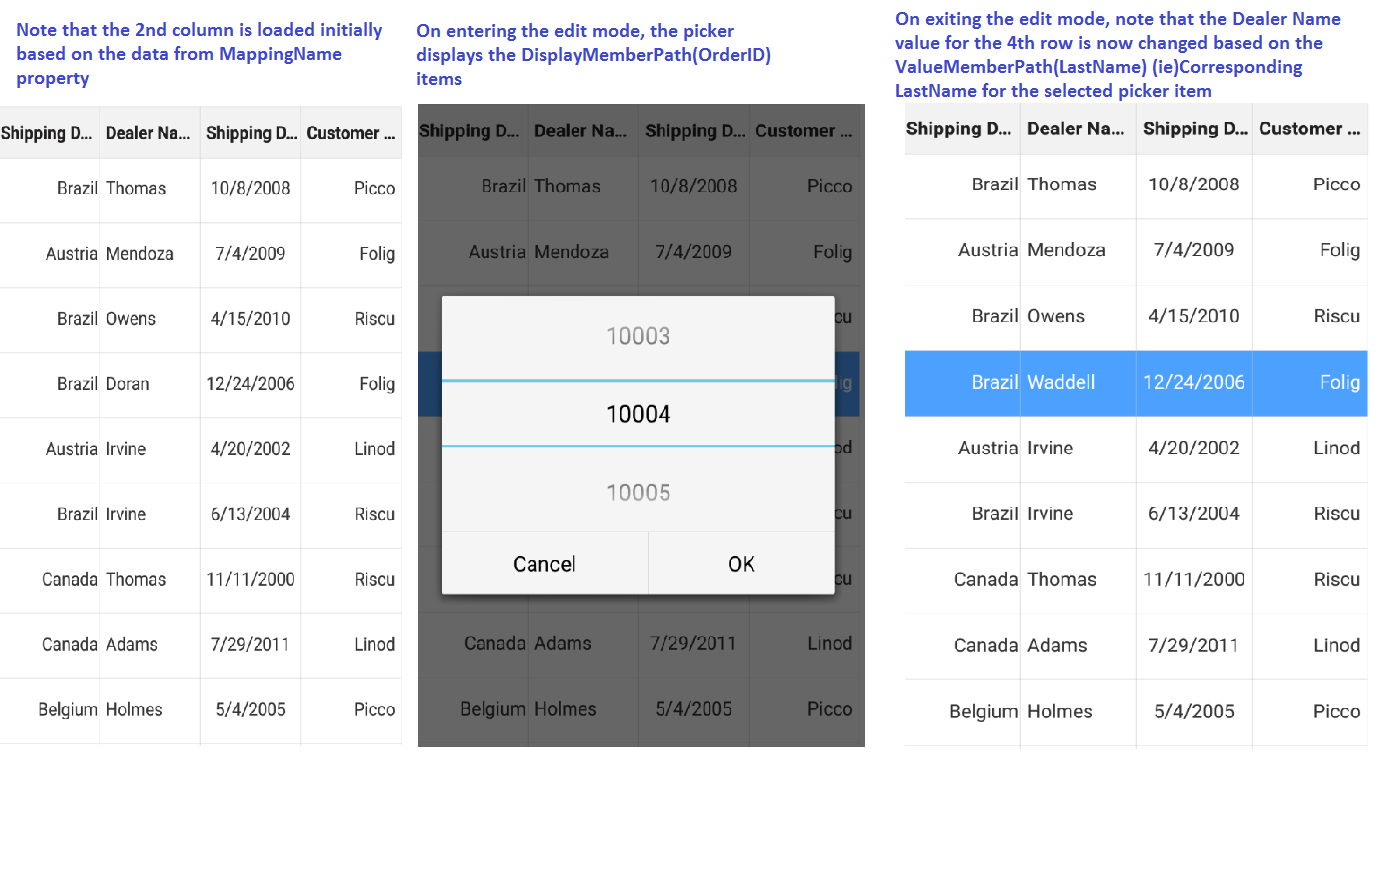 Note that the 2nd column is loaded initially
based on the data from MappingName
property
Shipping D... Dealer Na... Shipping D... Customer ...
Brazil Thomas 10/8/2008 Picco
Austria Mendoza 7/4/2009 Folig
Brazil Owens 4/15/2010 Riscu
Brazil Doran 12/24/2006 Folig
Austria Irvine 4/20/2002 Linod
Brazil Irvine 6/13/2004 Riscu
Canada Thomas 11/11/2000 Riscu
Canada Adams 7/29/2011 Linod
Belgium Holmes 5/4/2005 Picco
On entering the edit mode, the picker
displays the DisplayMemberPath(OrderID)
items
Shipping D... Dealer Na... Shipping D... Customer ...
Brazil Thomas 10/8/2008 Picco
Austria Mendoza 7/4/2009 Folig
cu
10003
lig
10004
od
10005
cu
Cancel OK
cu
Canada Adams 7/29/2011 Linod
Belgium Holmes 5/4/2005 Picco
On exiting the edit mode, note that the Dealer Name
value for the 4th row is now changed based on the
ValueMemberPath(LastName) (ie)Corresponding
LastName for the selected picker item
Shipping D... Dealer Na... Shipping D... Customer ...
Brazil Thomas 10/8/2008 Picco
Austria Mendoza 7/4/2009 Folig
Brazil Owens 4/15/2010 Riscu
Brazil Waddell 12/24/2006 Folig
Austria Irvine 4/20/2002 Linod
Brazil Irvine 6/13/2004 Riscu
Canada Thomas 11/11/2000 Riscu
Canada Adams 7/29/2011 Linod
Belgium Holmes 5/4/2005 Picco